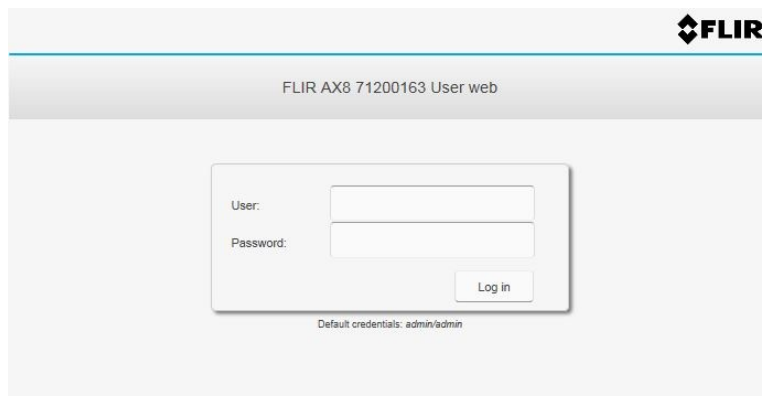 FLIR
FLIR AX8 71200163 User web
User:
Password:
Log in
Default credentials: admin/admin